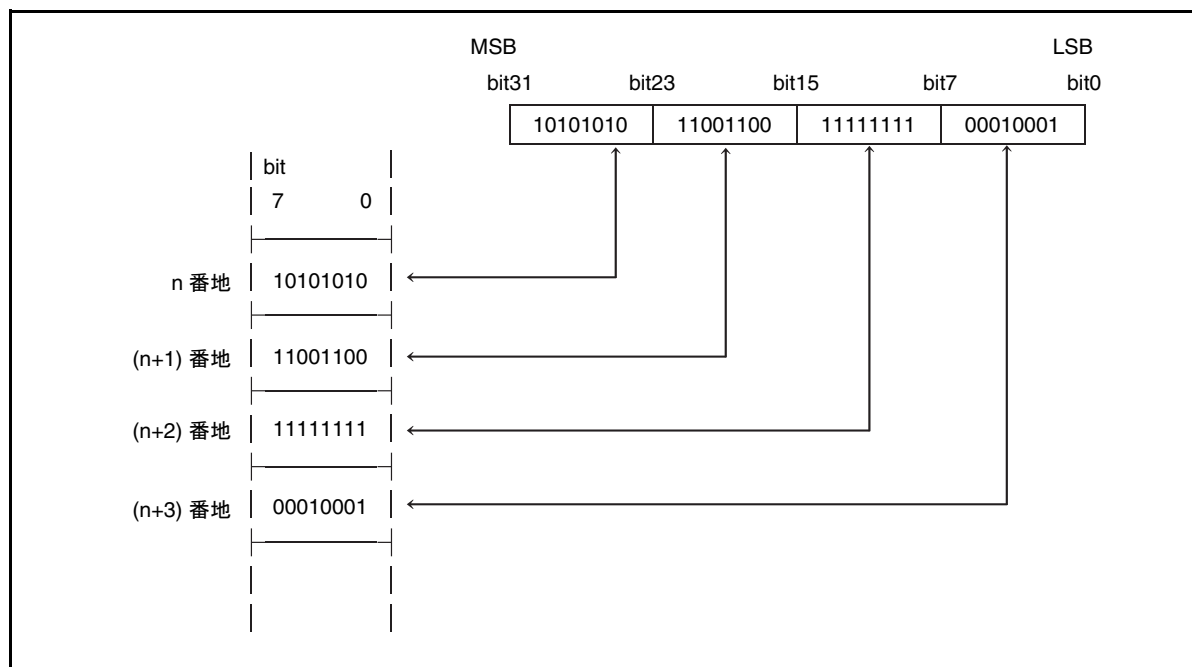 MSB LSB
bit31 bit23 bit15 bit7 bit0
10101010 11001100 11111111 00010001
bit
7 0
n 番地 10101010
(n+1) 番地 11001100
(n+2) 番地 11111111
(n+3) 番地 00010001